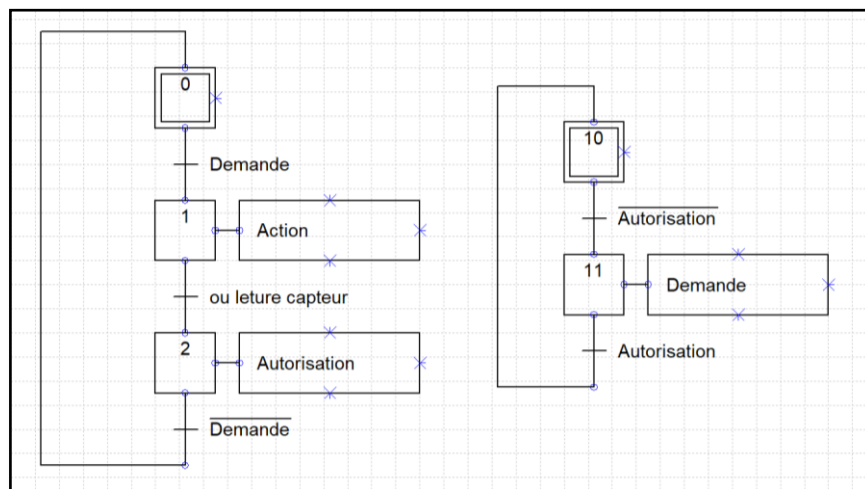 0
Demande
1
Action
ou leture capteur
2
Autorisation
Demande
10
Autorisation
11
Demande
Autorisation